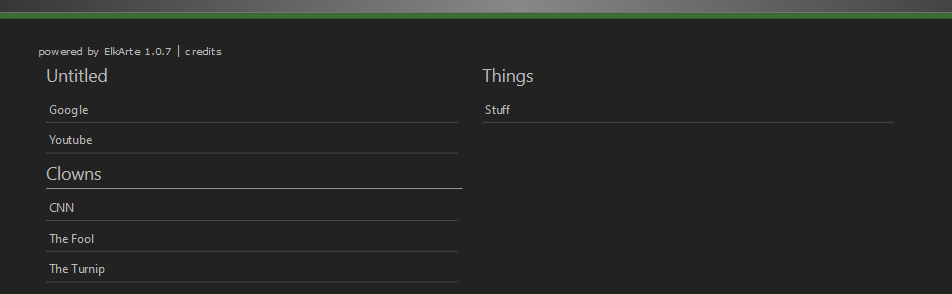 powered by ElkArte 1.0.7 | credits
Untitled
Google
Youtube
Clowns
CNN
The Fool
The Turnip
Things
Stuff